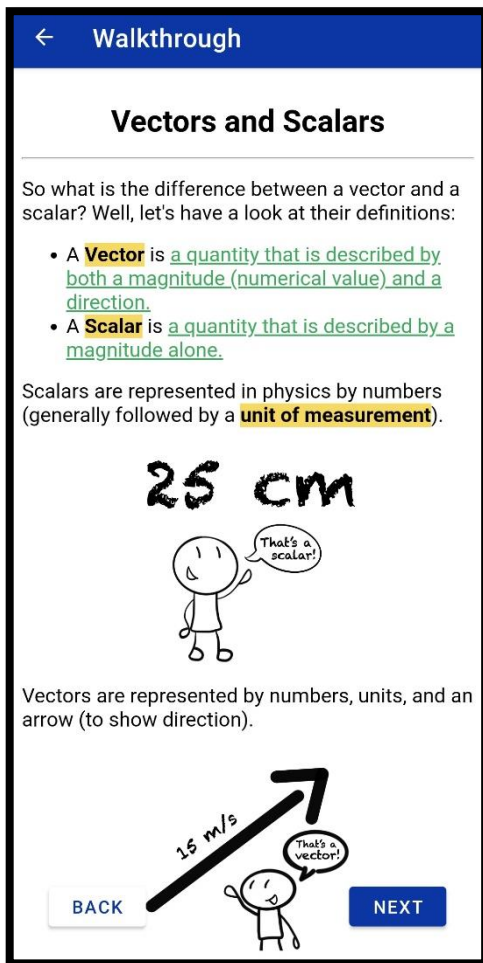 Walkthrough
Vectors and Scalars
So what is the difference between a vector and a
scalar? Well, let's have a look at their definitions:
• A Vector is a quantity that is described by
both a magnitude (numerical value) and a
direction.
• A Scalar is a quantity that is described by a
magnitude alone.
Scalars are represented in physics by numbers
(generally followed by a unit of measurement).
25 cm
That's a
scalar!
Vectors are represented by numbers, units, and an
arrow (to show direction).
15 m/s
That's a
vector!
BACK
NEXT